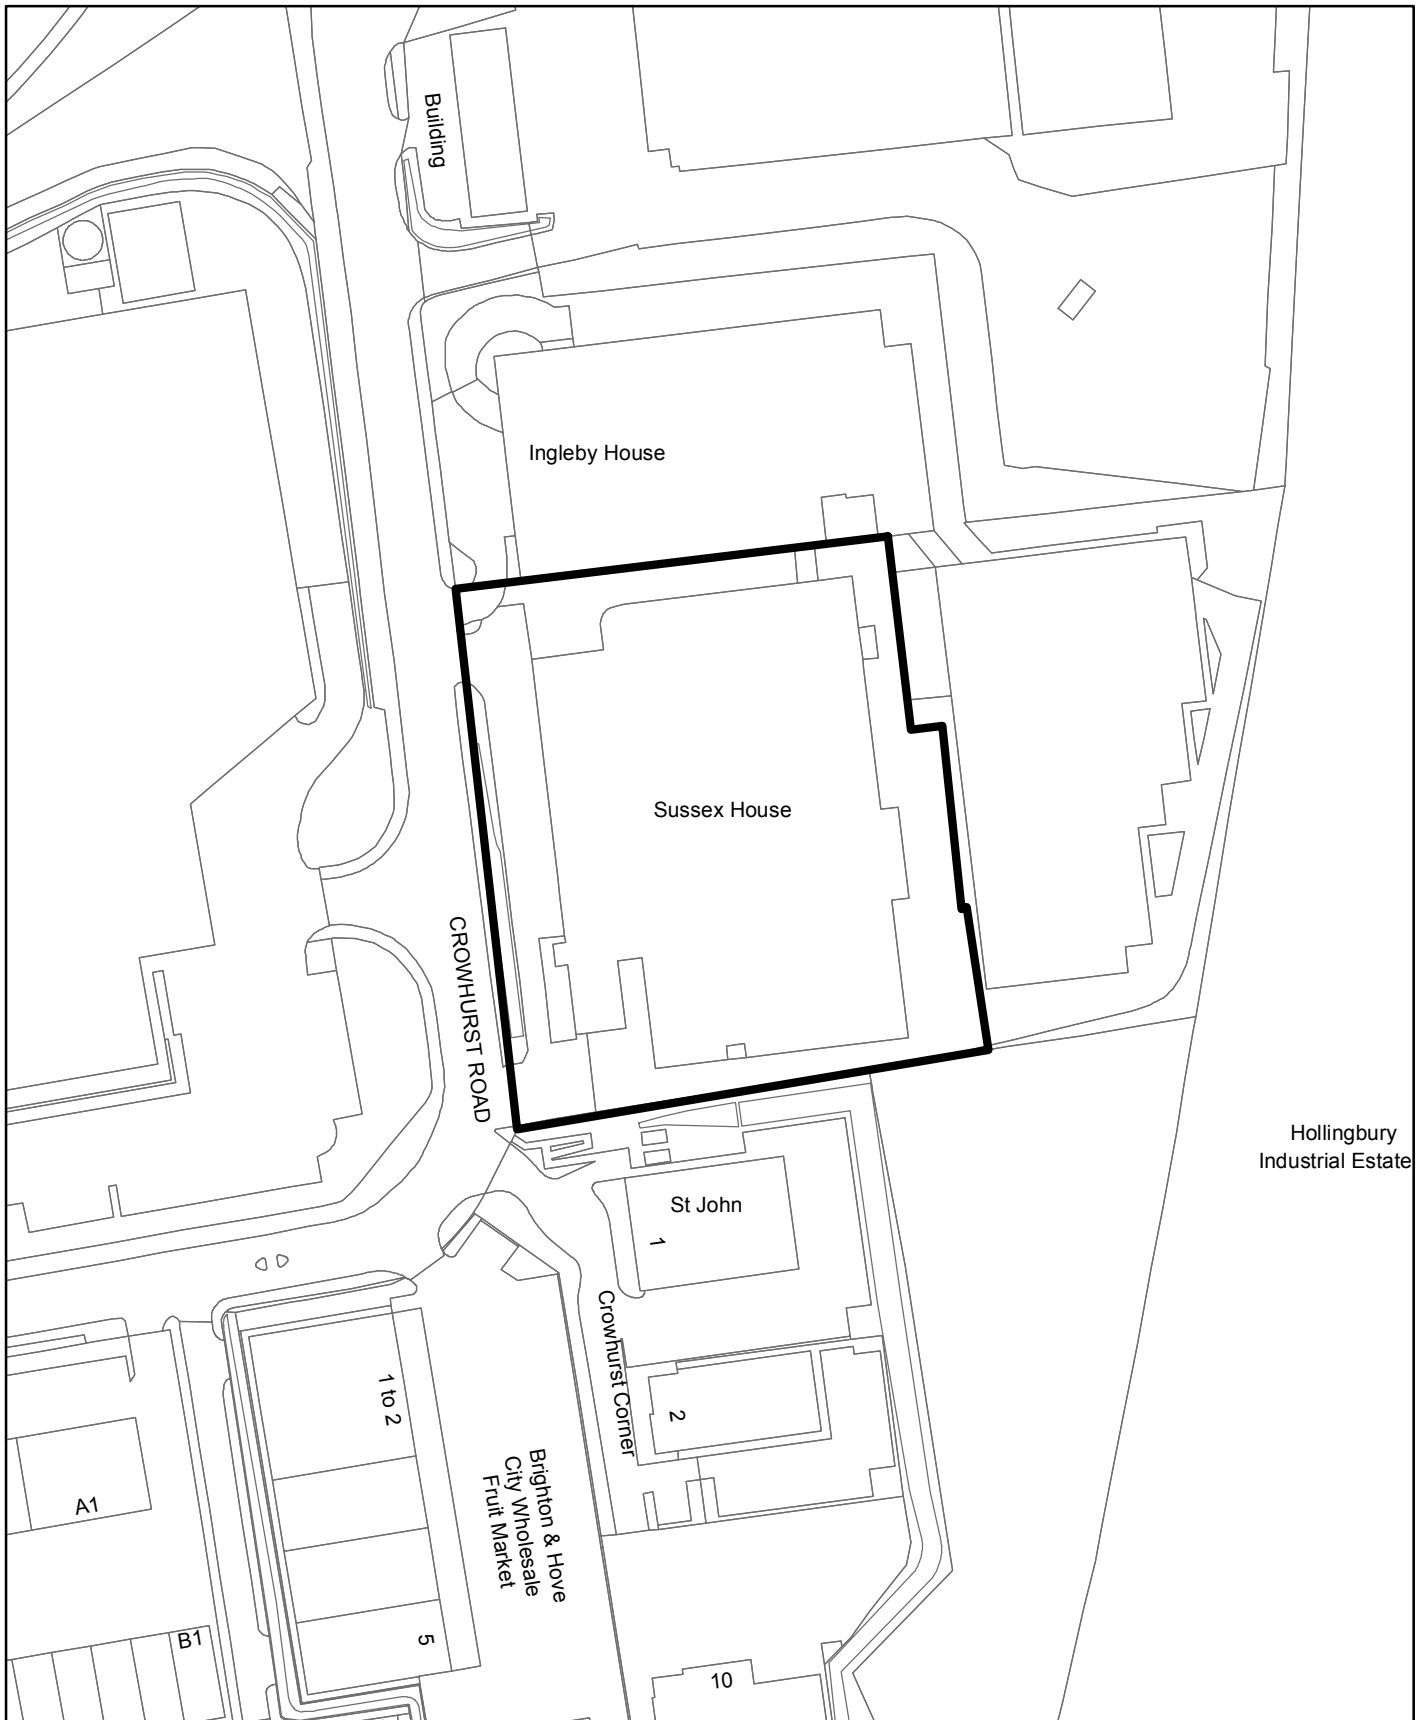 Building
Ingleby House
Sussex House
CROWHURST ROAD
Hollingbury
Industrial Estate
St John
1
Crowhurst Corner
1 to 2
2
Brighton & Hove
City Wholesale
Fruit Market
A1
B1
5
10